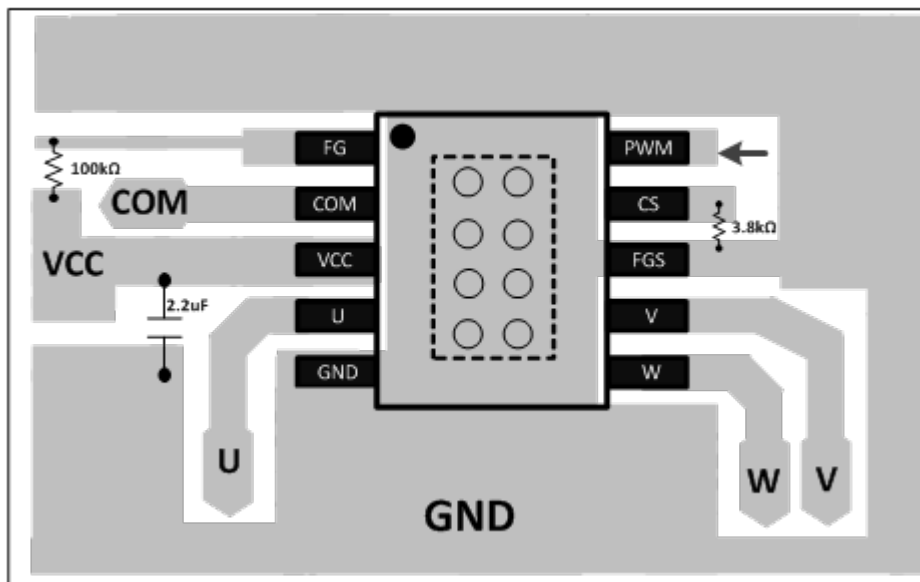 FG
PWM
100kΩ
COM
COM
CS
3.8kΩ
VCC
VCC
FGS
2.2uF
U
V
GND
W
U
W
V
GND